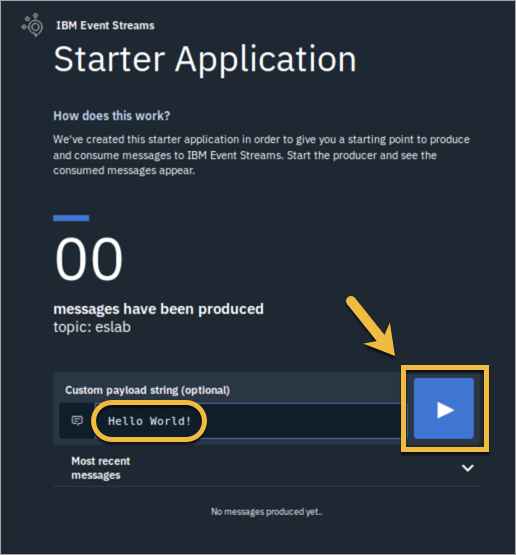 IBM Event Streams
Starter Application
How does this work?
We've created this starter application in order to give you a starting point to produce
and consume messages to IBM Event Streams. Start the producer and see the
consumed messages appear.
00
messages have been produced
topic: eslab
Custom payload string (optional)
Hello World!
Most recent
messages
No messages produced yet..